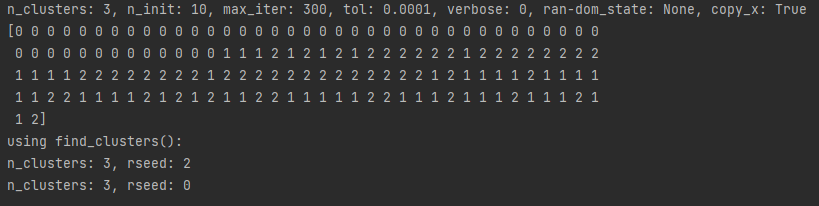 n_clusters: 3, n_init: 10, max_iter: 300, tol: 0.0001, verbose: 0, ran-dom_state: None, copy_x: True
[0 0 0 0 0 0 0 0 0 0 0 0 0 0 0 0 0 0 0 0 0 0 0 0 0 0 0 0 0 0 0 0 0 0 0 0 0
0 0 0 0 0 0 0 0 0 0 0 0 0 1 1 1 2 1 2 1 2 1 2 2 2 2 2 2 1 2 2 2 2 2 2 2 2
1 1 1 1 2 2 2 2 2 2 2 2 1 2 2 2 2 2 2 2 2 2 2 2 2 2 1 2 1 1 1 1 2 1 1 1 1
1 1 2 2 1 1 1 1 2 1 2 1 2 1 1 2 2 1 1 1 1 1 2 2 1 1 1 2 1 1 1 2 1 1 1 2 1
1 2]
using find_clusters():
n_clusters: 3, rseed: 2
n_clusters: 3, rseed: 0